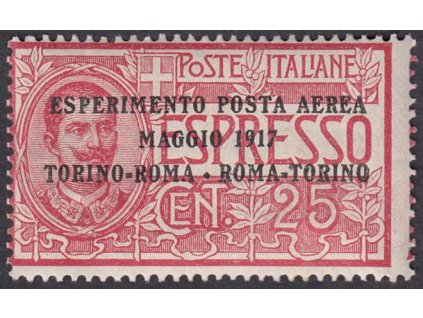 POSTE ITALIANE
ESPERIMENTO POSTA AEREA
MAGGIO 1917
ESPRESSO
TORINO-ROMA • ROMA-TORINO
CENT. 25